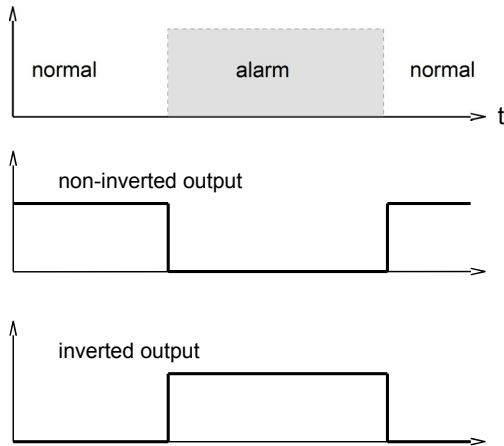 normal alarm normal
t
non-inverted output
inverted output